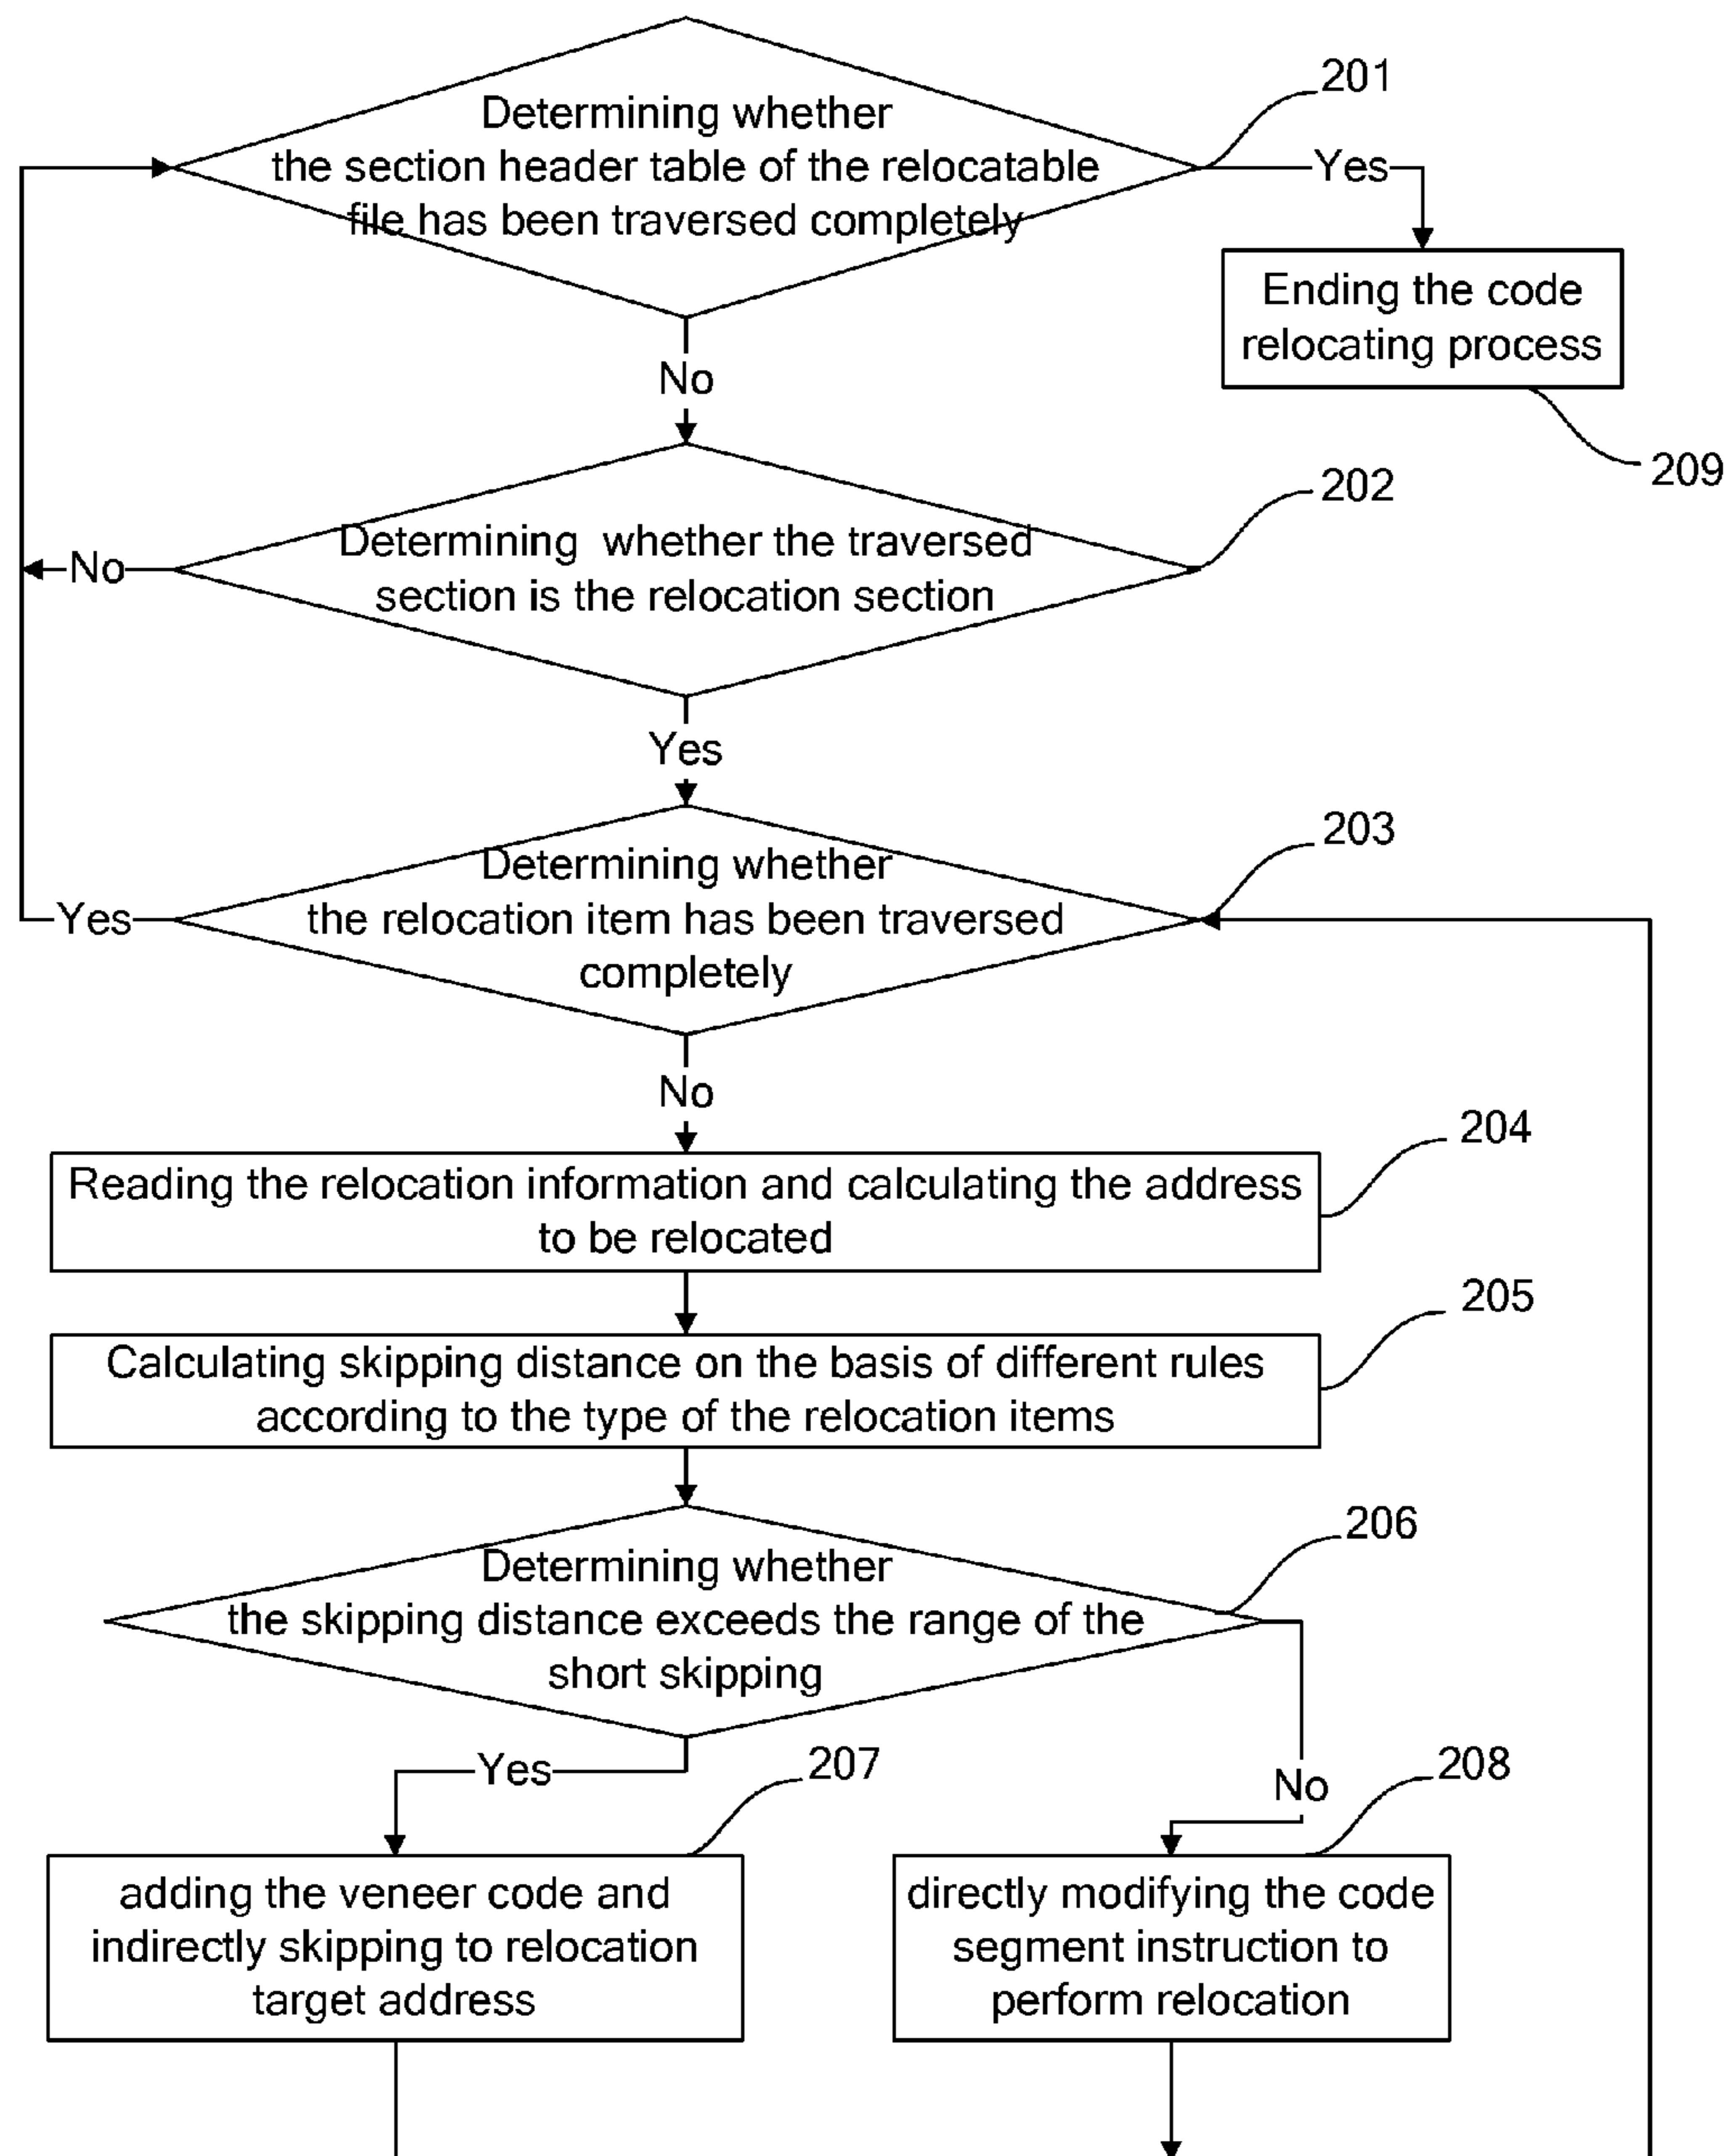 Determining whether
the section header table of the relocatable
file has been traversed completely
201
Yes
Ending the code
relocating process
209
No
202
Determining whether the traversed
section is the relocation section
No
Yes
203
Determining whether
the relocation item has been traversed
completely
Yes
No
204
Reading the relocation information and calculating the address
to be relocated
205
Calculating skipping distance on the basis of different rules
according to the type of the relocation items
206
Determining whether
the skipping distance exceeds the range of the
short skipping
Yes
207
No
208
adding the veneer code and
indirectly skipping to relocation
target address
directly modifying the code
segment instruction to
perform relocation